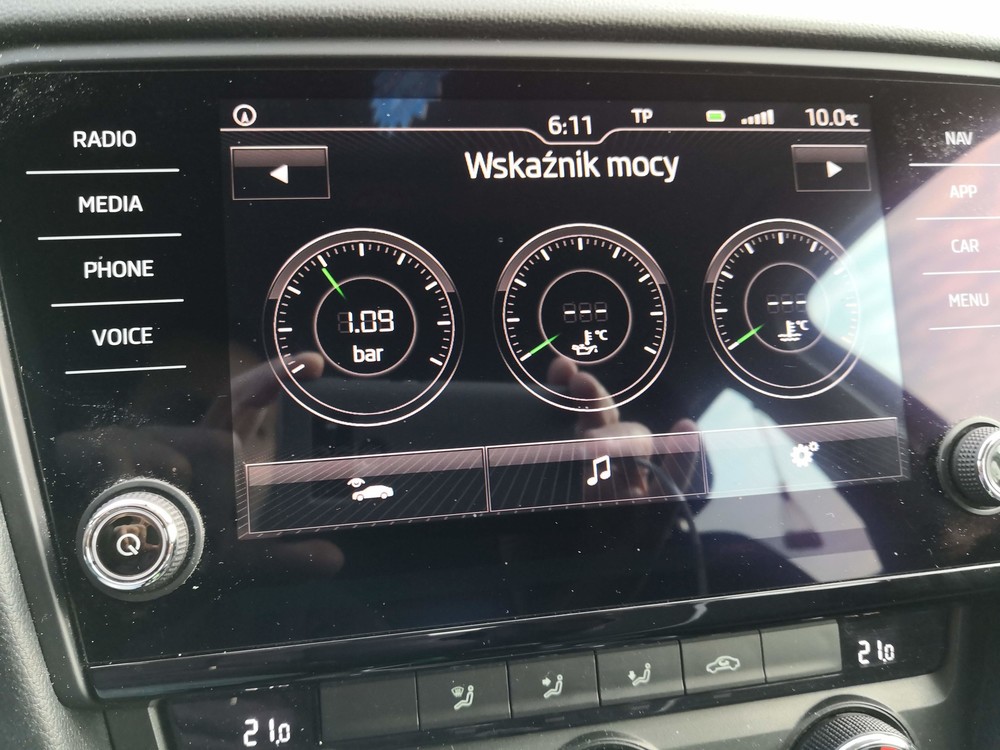 6:11
TP
10.0°C
Wskaźnik mocy
RADIO
MEDIA
PHONE
VOICE
NAV
APP
CAR
MENU
1.09
bar
---
°C
---
°C
21,0
21,0